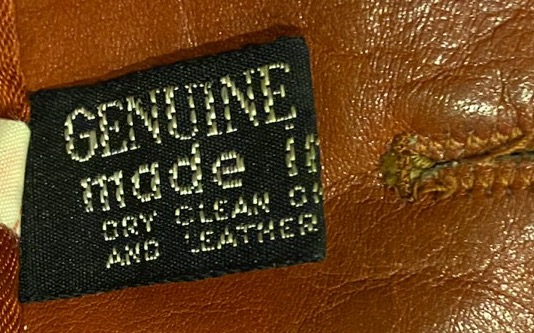 GENUINE
made
DRY CLEAN
AND LEATHER